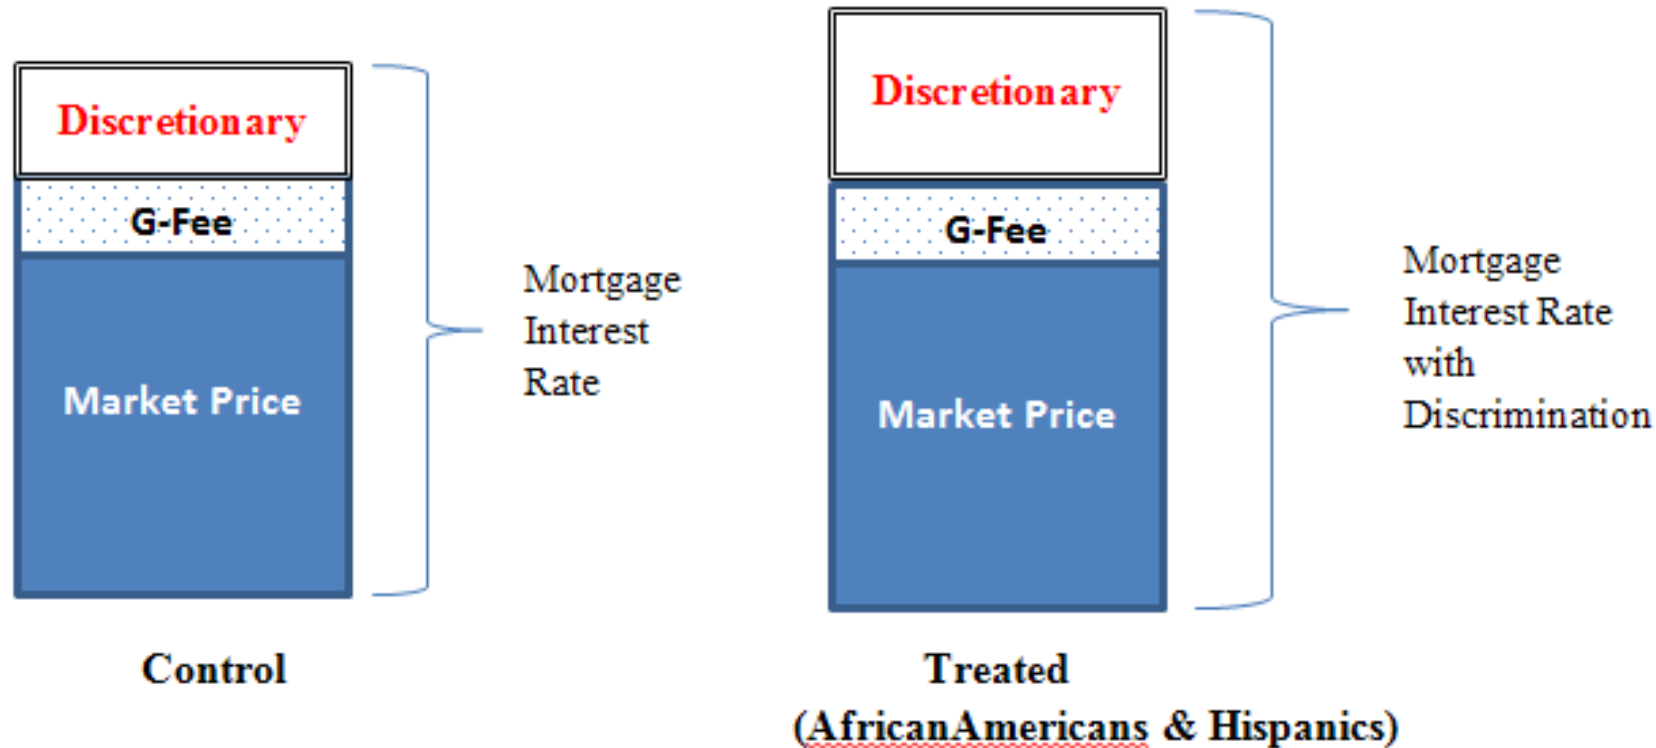 Discretionary
G-Fee
Market Price
Mortgage
Interest
Rate
Control
Discretionary
G-Fee
Market Price
Mortgage
Interest Rate
with
Discrimination
Treated
(AfricanAmericans & Hispanics)